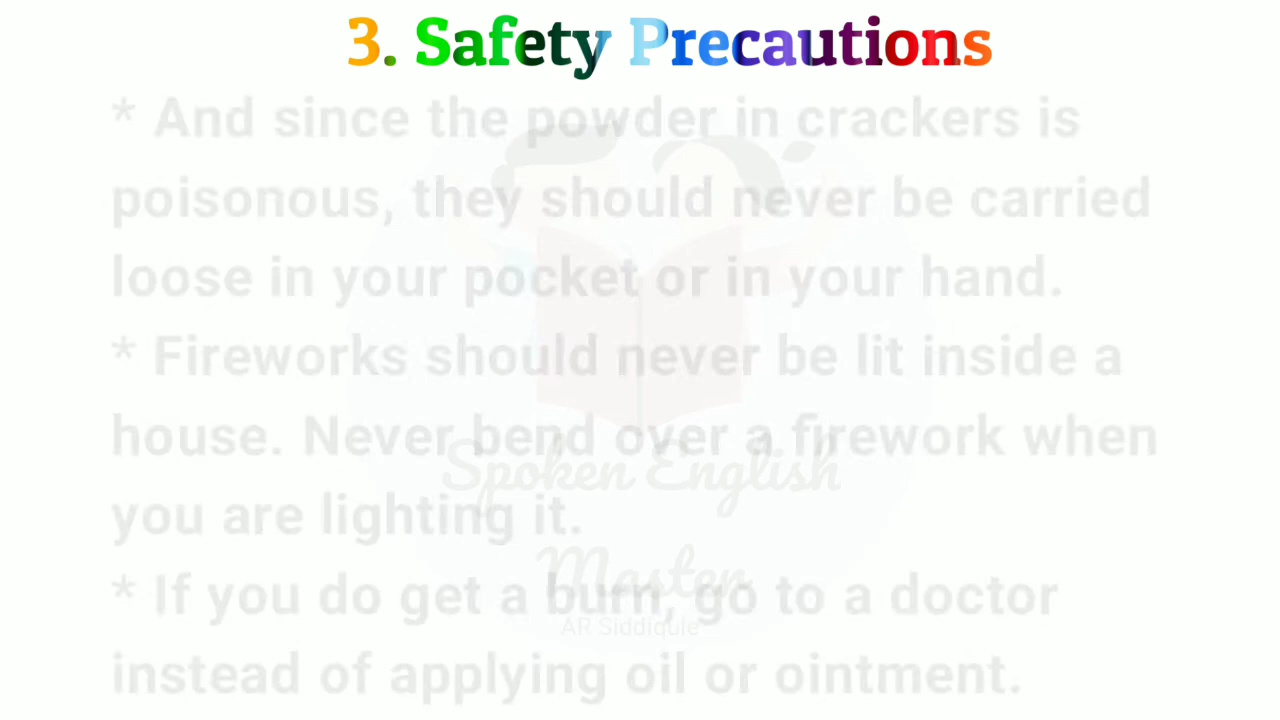 3. Safety Precautions
* And since the powder in crackers is
poisonous, they should never be carried
loose in your pocket or in your hand.
* Fireworks should never be lit inside a
house. Never bend over a firework when
you are lighting it.
* If you do get a burn, go to a doctor
instead of applying oil or ointment.
Spoken English
Master
AR Siddiquie